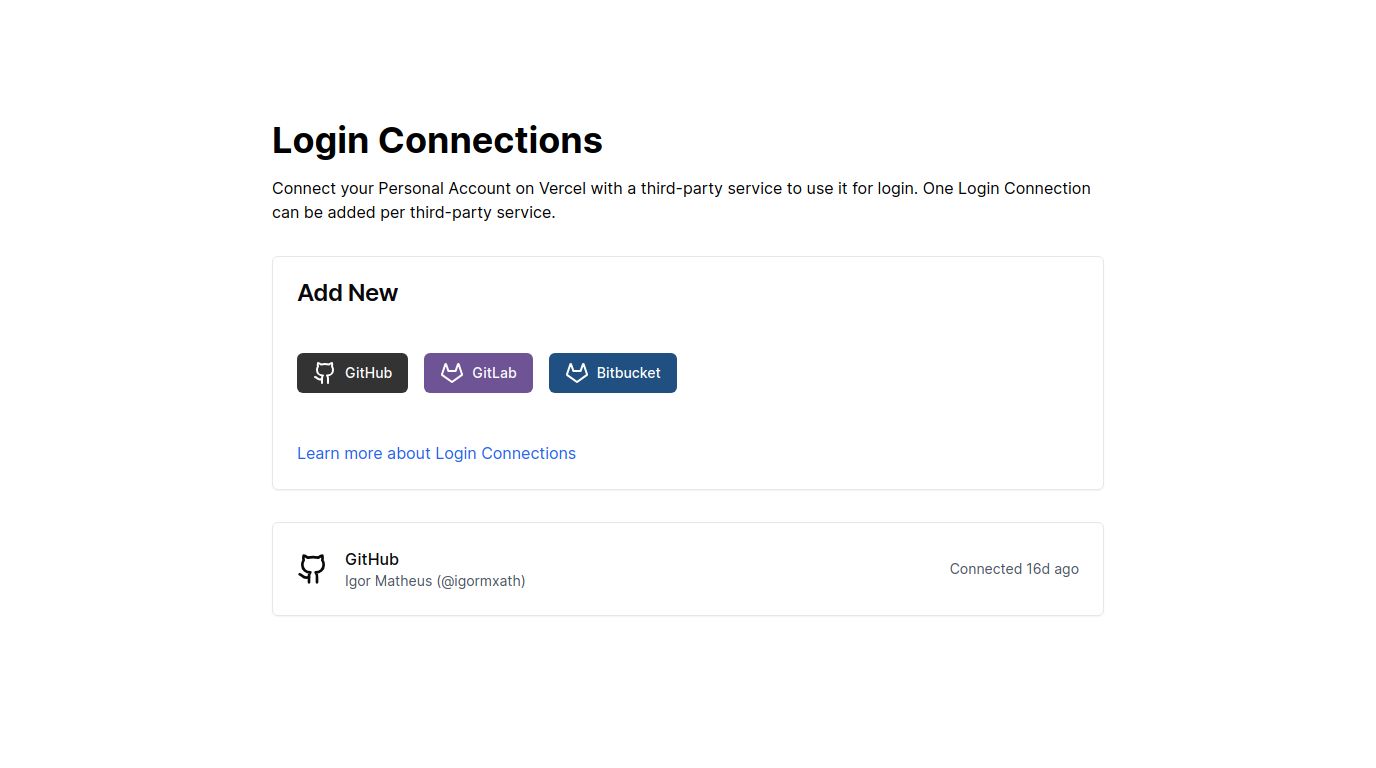 Login Connections
Connect your Personal Account on Vercel with a third-party service to use it for login. One Login Connection
can be added per third-party service.
Add New
GitHub GitLab Bitbucket
Learn more about Login Connections
GitHub
Igor Matheus (@igormxath)
Connected 16d ago